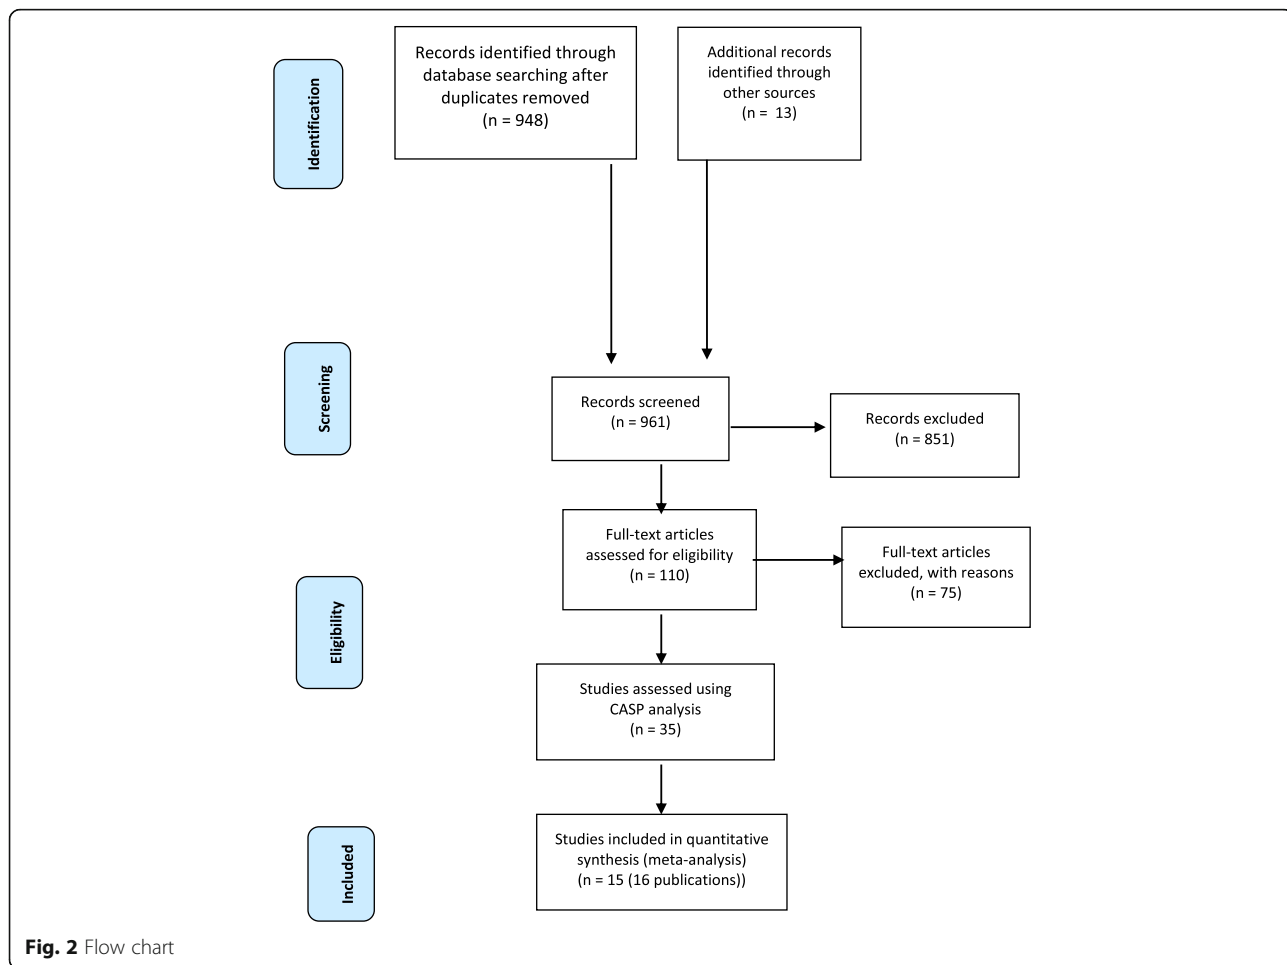 Identification
Records identified through
database searching after
duplicates removed
(n = 948)
Additional records
identified through
other sources
(n = 13)
Screening
Records screened
(n = 961)
Records excluded
(n = 851)
Eligibility
Full-text articles
assessed for eligibility
(n = 110)
Full-text articles
excluded, with reasons
(n = 75)
Studies assessed using
CASP analysis
(n = 35)
Included
Studies included in quantitative
synthesis (meta-analysis)
(n = 15 (16 publications))
Fig. 2 Flow chart